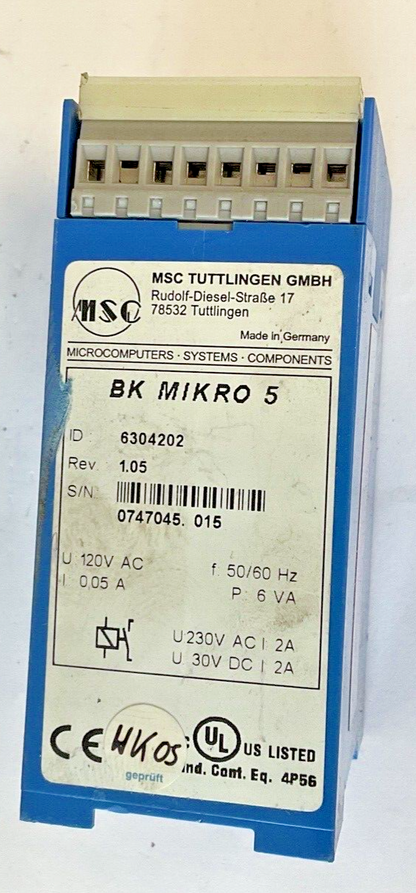 MSC
MSC TUTTLINGEN GMBH
Rudolf-Diesel-Straße 17
78532 Tuttlingen
Made in Germany
MICROCOMPUTERS · SYSTEMS · COMPONENTS
BK MIKRO 5
ID 6304202
Rev. 1.05
S/N
0747045. 015
U: 120V AC f: 50/60 Hz
I: 0,05 A P: 6 VA
U: 230V AC I: 2A
U: 30V DC I: 2A
CE WK05 UL US LISTED
geprüft Ind. Cont. Eq. 4P56